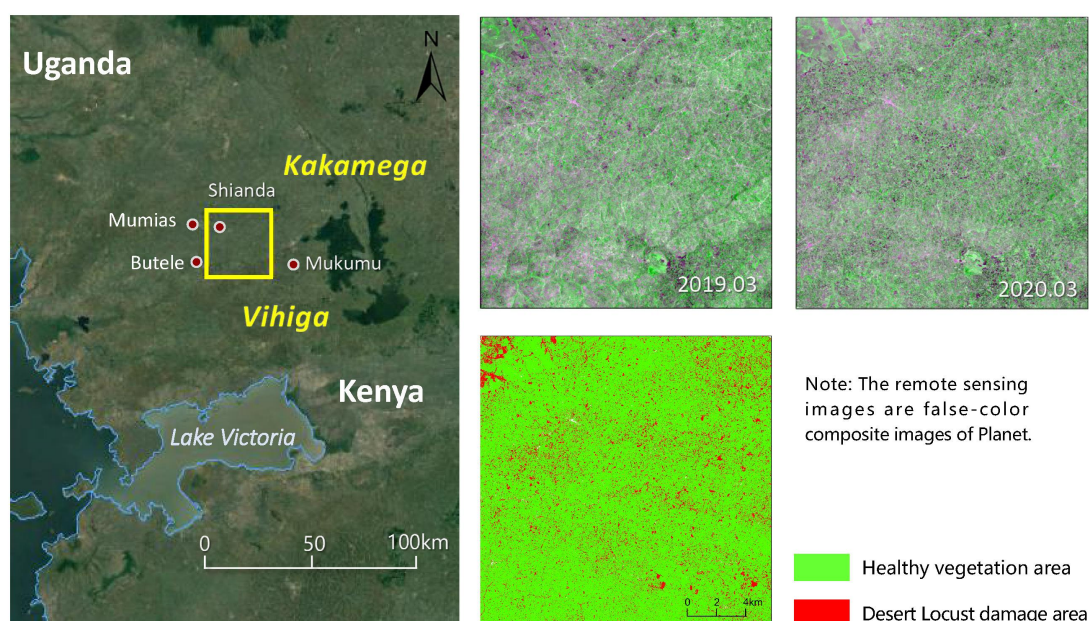 N
Uganda
Kakamega
Shianda
Mumias
Butele
Mukumu
Vihiga
Kenya
Lake Victoria
0 50 100km
2019.03
2020.03
0 2 4km
Note: The remote sensing
images are false-color
composite images of Planet.
Healthy vegetation area
Desert Locust damage area